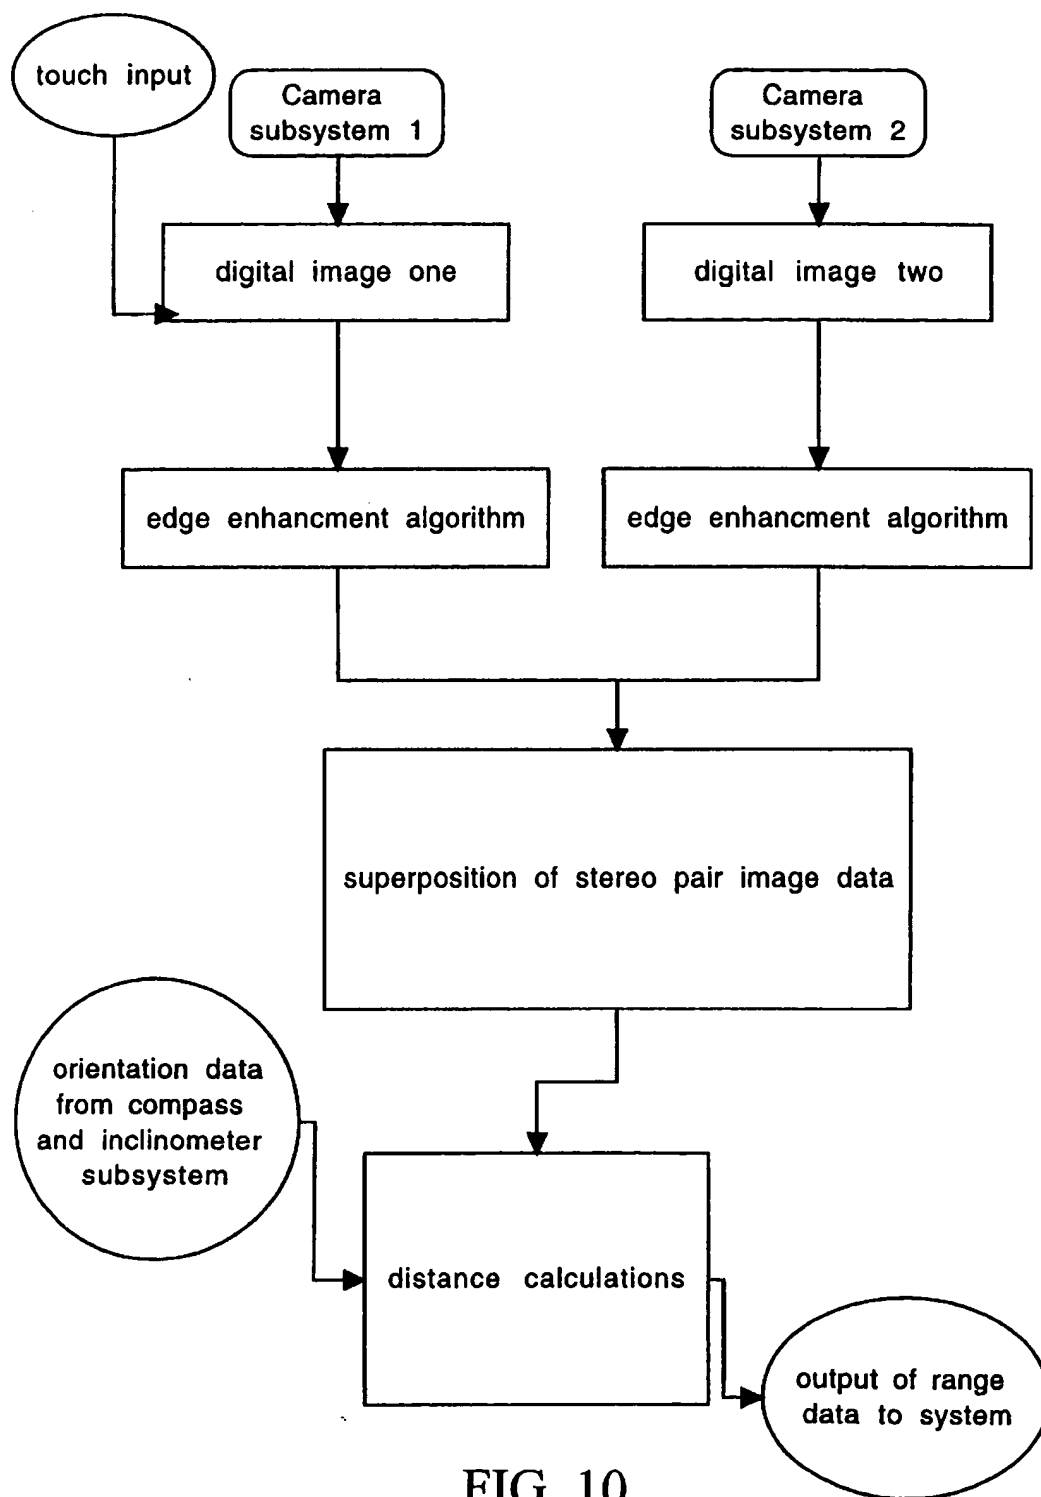 touch input
Camera
subsystem 1
Camera
subsystem 2
digital image one
digital image two
edge enhancment algorithm
edge enhancment algorithm
superposition of stereo pair image data
orientation data
from compass
and inclinometer
subsystem
distance calculations
output of range
data to system
FIG. 10